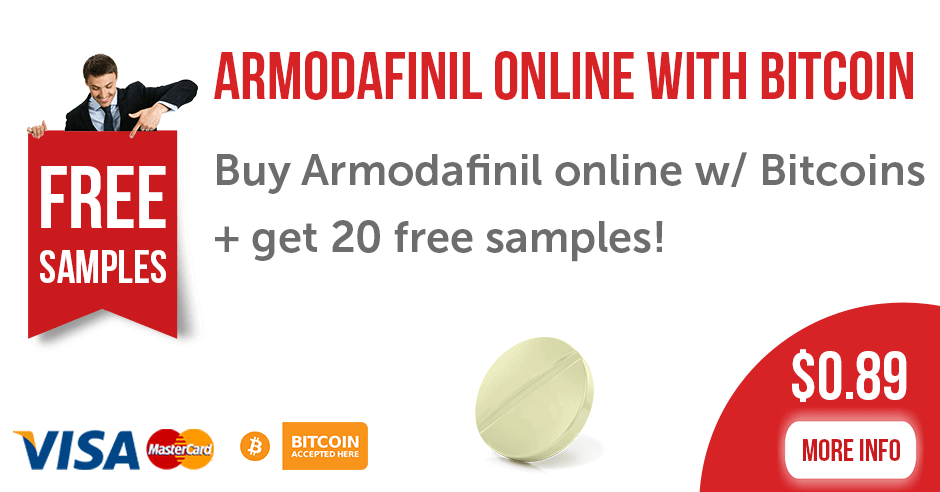 ARMODAFINIL ONLINE WITH BITCOIN
Buy Armodafinil online w/ Bitcoins
+ get 20 free samples!
FREE
SAMPLES
$0.89
MORE INFO
VISA
MasterCard
BITCOIN
ACCEPTED HERE